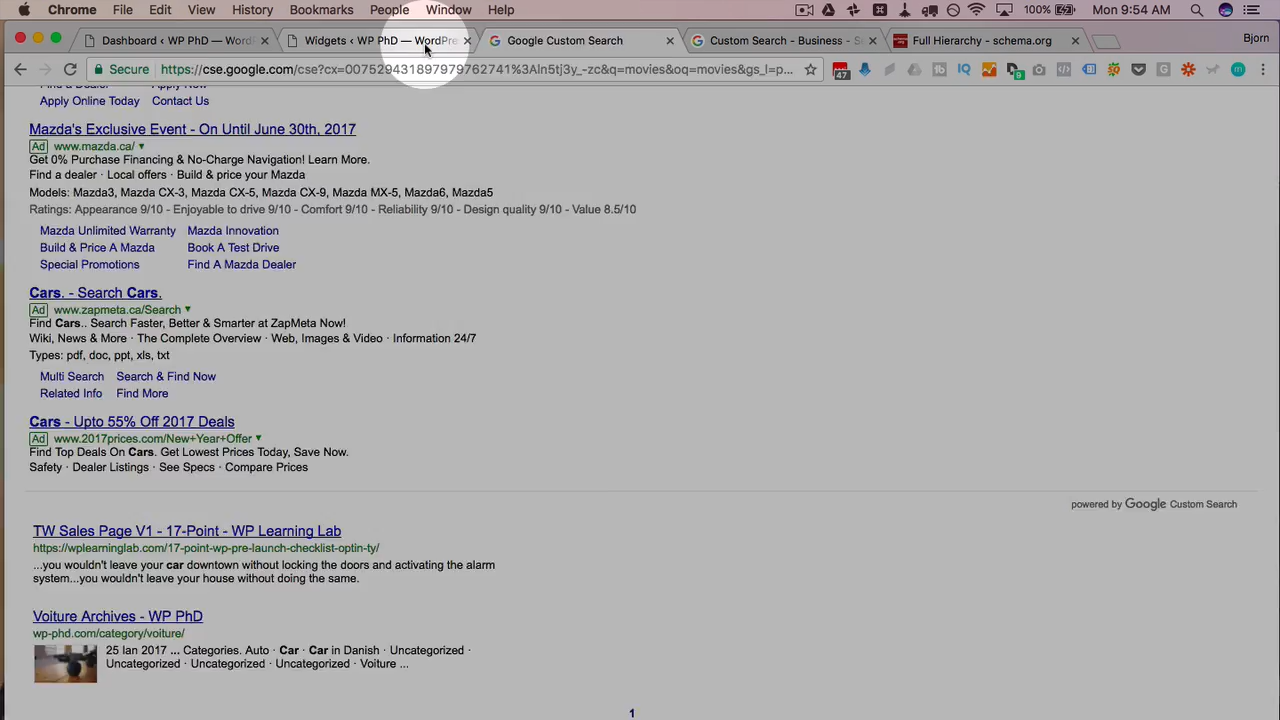 Chrome File Edit View History Bookmarks People Window Help 100% Mon 9:54 AM
Dashboard ‹ WP PhD — WordP Widgets ‹ WP PhD — WordPre Google Custom Search Custom Search - Business - S Full Hierarchy - schema.org Bjorn
Secure https://cse.google.com/cse?cx=007529431897979762741%3Aln5tj3y_-zc&q=movies&oq=movies&gs_l=p... 47 9
Find a Dealer Apply Now
Apply Online Today Contact Us
Mazda's Exclusive Event - On Until June 30th, 2017
Ad www.mazda.ca/
Get 0% Purchase Financing & No-Charge Navigation! Learn More.
Find a dealer · Local offers · Build & price your Mazda
Models: Mazda3, Mazda CX-3, Mazda CX-5, Mazda CX-9, Mazda MX-5, Mazda6, Mazda5
Ratings: Appearance 9/10 - Enjoyable to drive 9/10 - Comfort 9/10 - Reliability 9/10 - Design quality 9/10 - Value 8.5/10
Mazda Unlimited Warranty Mazda Innovation
Build & Price A Mazda Book A Test Drive
Special Promotions Find A Mazda Dealer
Cars. - Search Cars.
Ad www.zapmeta.ca/Search
Find Cars.. Search Faster, Better & Smarter at ZapMeta Now!
Wiki, News & More · The Complete Overview · Web, Images & Video · Information 24/7
Types: pdf, doc, ppt, xls, txt
Multi Search Search & Find Now
Related Info Find More
Cars - Upto 55% Off 2017 Deals
Ad www.2017prices.com/New+Year+Offer
Find Top Deals On Cars. Get Lowest Prices Today, Save Now.
Safety · Dealer Listings · See Specs · Compare Prices
powered by Google Custom Search
TW Sales Page V1 - 17-Point - WP Learning Lab
https://wplearninglab.com/17-point-wp-pre-launch-checklist-optin-ty/
...you wouldn't leave your car downtown without locking the doors and activating the alarm
system...you wouldn't leave your house without doing the same.
Voiture Archives - WP PhD
wp-phd.com/category/voiture/
25 Jan 2017 ... Categories. Auto · Car · Car in Danish · Uncategorized ·
Uncategorized · Uncategorized · Uncategorized · Voiture ...
1